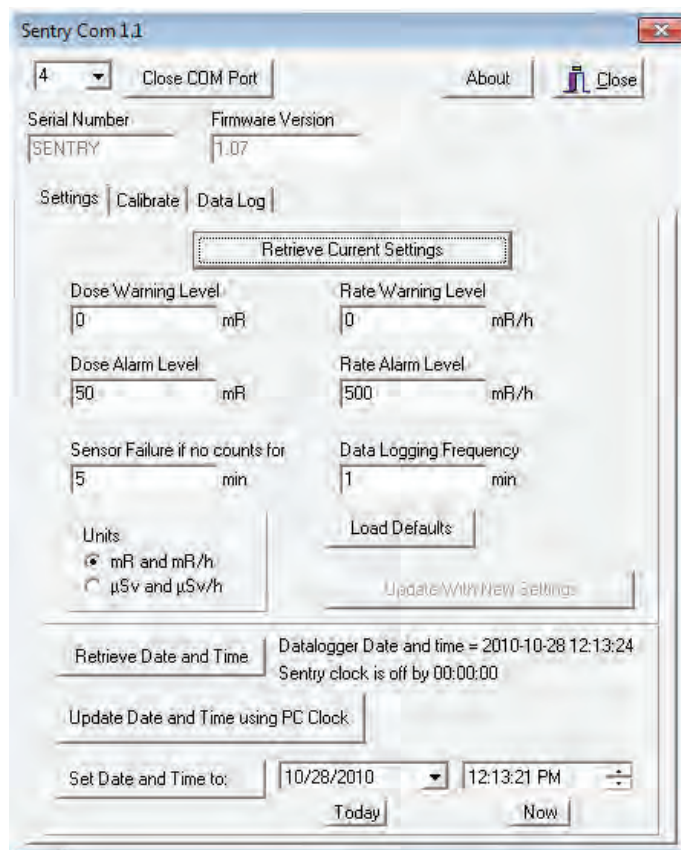 Sentry Com 1.1
4 Close COM Port About Close
Serial Number Firmware Version
SENTRY 1.07
Settings Calibrate Data Log
Retrieve Current Settings
Dose Warning Level Rate Warning Level
0 mR 0 mR/h
Dose Alarm Level Rate Alarm Level
50 mR 500 mR/h
Sensor Failure if no counts for Data Logging Frequency
5 min 1 min
Units Load Defaults
mR and mR/h
µSv and µSv/h Update With New Settings
Retrieve Date and Time Datalogger Date and time = 2010-10-28 12:13:24
Sentry clock is off by 00:00:00
Update Date and Time using PC Clock
Set Date and Time to: 10/28/2010 12:13:21 PM
Today Now